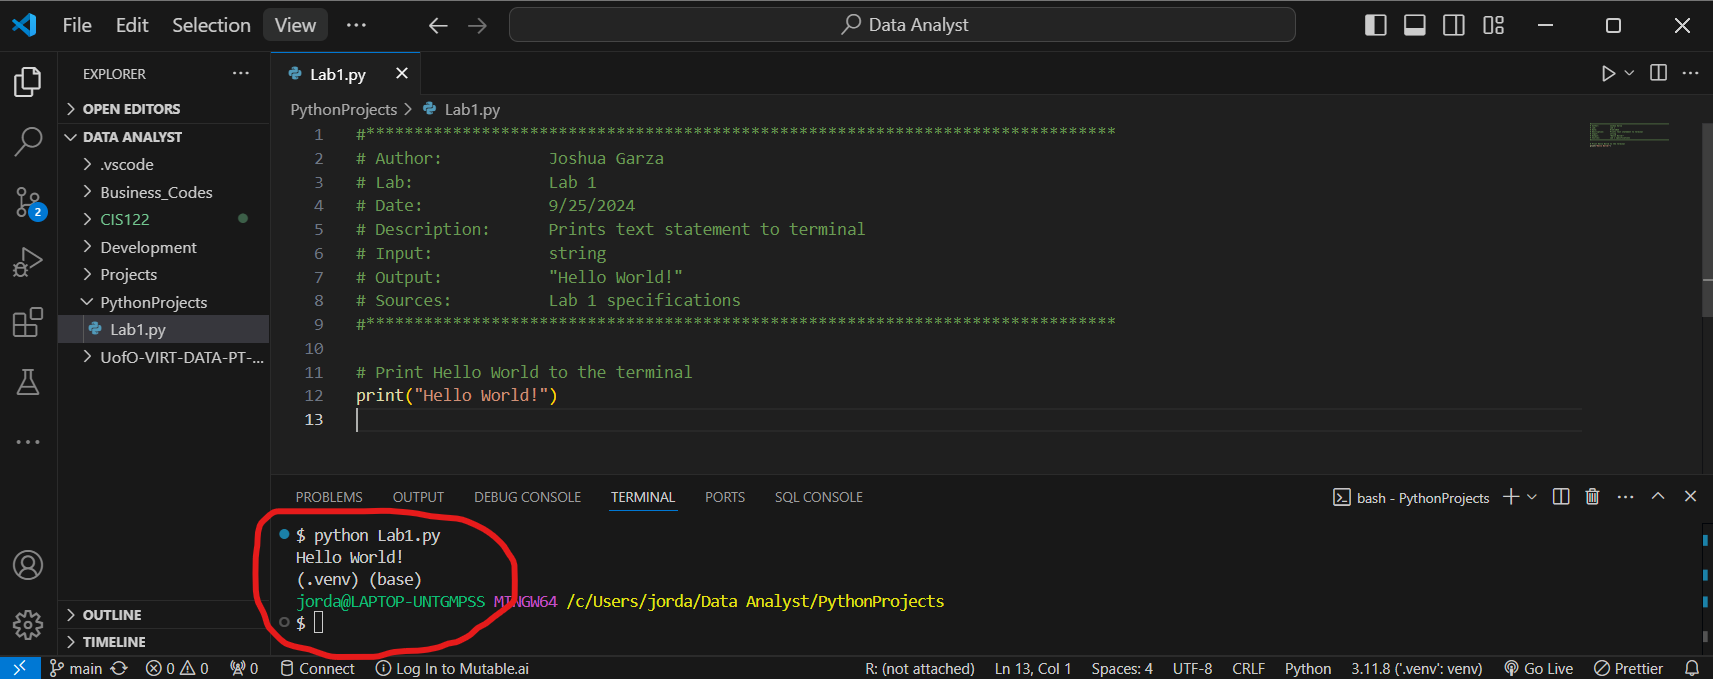 File Edit Selection View ··· Data Analyst
EXPLORER ···
OPEN EDITORS
DATA ANALYST
.vscode
Business_Codes
CIS122
Development
Projects
PythonProjects
Lab1.py
UofO-VIRT-DATA-PT-...
OUTLINE
TIMELINE
Lab1.py
PythonProjects > Lab1.py
1 #******************************************************************************
2 # Author: Joshua Garza
3 # Lab: Lab 1
4 # Date: 9/25/2024
5 # Description: Prints text statement to terminal
6 # Input: string
7 # Output: "Hello World!"
8 # Sources: Lab 1 specifications
9 #******************************************************************************
10
11 # Print Hello World to the terminal
12 print("Hello World!")
13
PROBLEMS OUTPUT DEBUG CONSOLE TERMINAL PORTS SQL CONSOLE bash - PythonProjects
$ python Lab1.py
Hello World!
(.venv) (base)
jorda@LAPTOP-UNTGMPSS MINGW64 /c/Users/jorda/Data Analyst/PythonProjects
$
2
main 0 0 0 Connect Log In to Mutable.ai R: (not attached) Ln 13, Col 1 Spaces: 4 UTF-8 CRLF Python 3.11.8 ('.venv': venv) Go Live Prettier